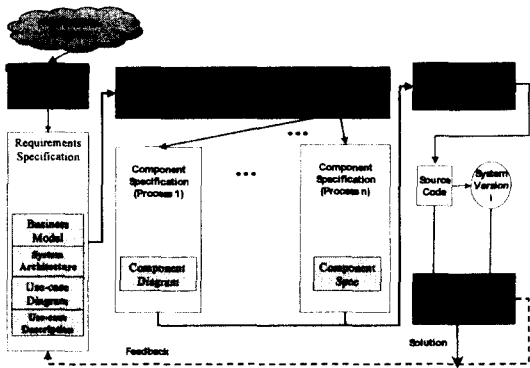 Requirements
Specification
Business
Model
System
Architecture
Use-case
Diagram
Use-case
Description
Component
Specification
(Process 1)
Component
Diagram
Component
Specification
(Process n)
Component
Spec
Source
Code
System
Version
Feedback
Solution